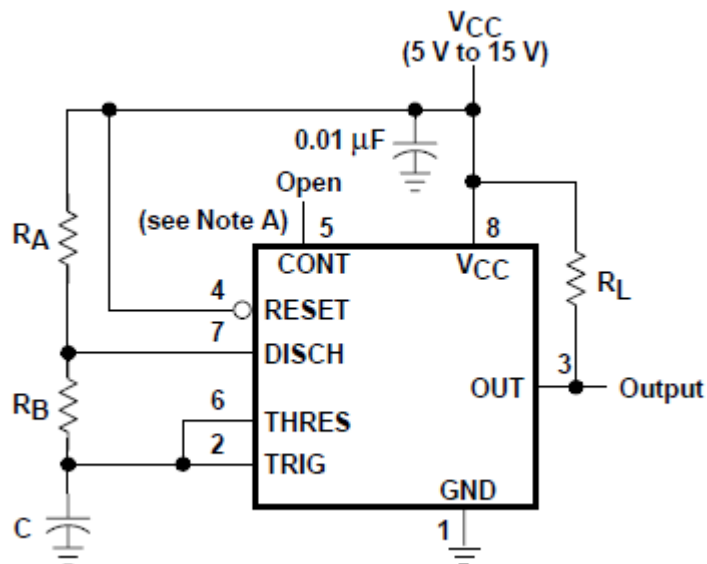 VCC
(5 V to 15 V)
0.01 µF
Open
(see Note A)
5
8
RA
CONT
VCC
RL
4
RESET
7
DISCH
3
RB
OUT
Output
6
THRES
2
TRIG
GND
C
1